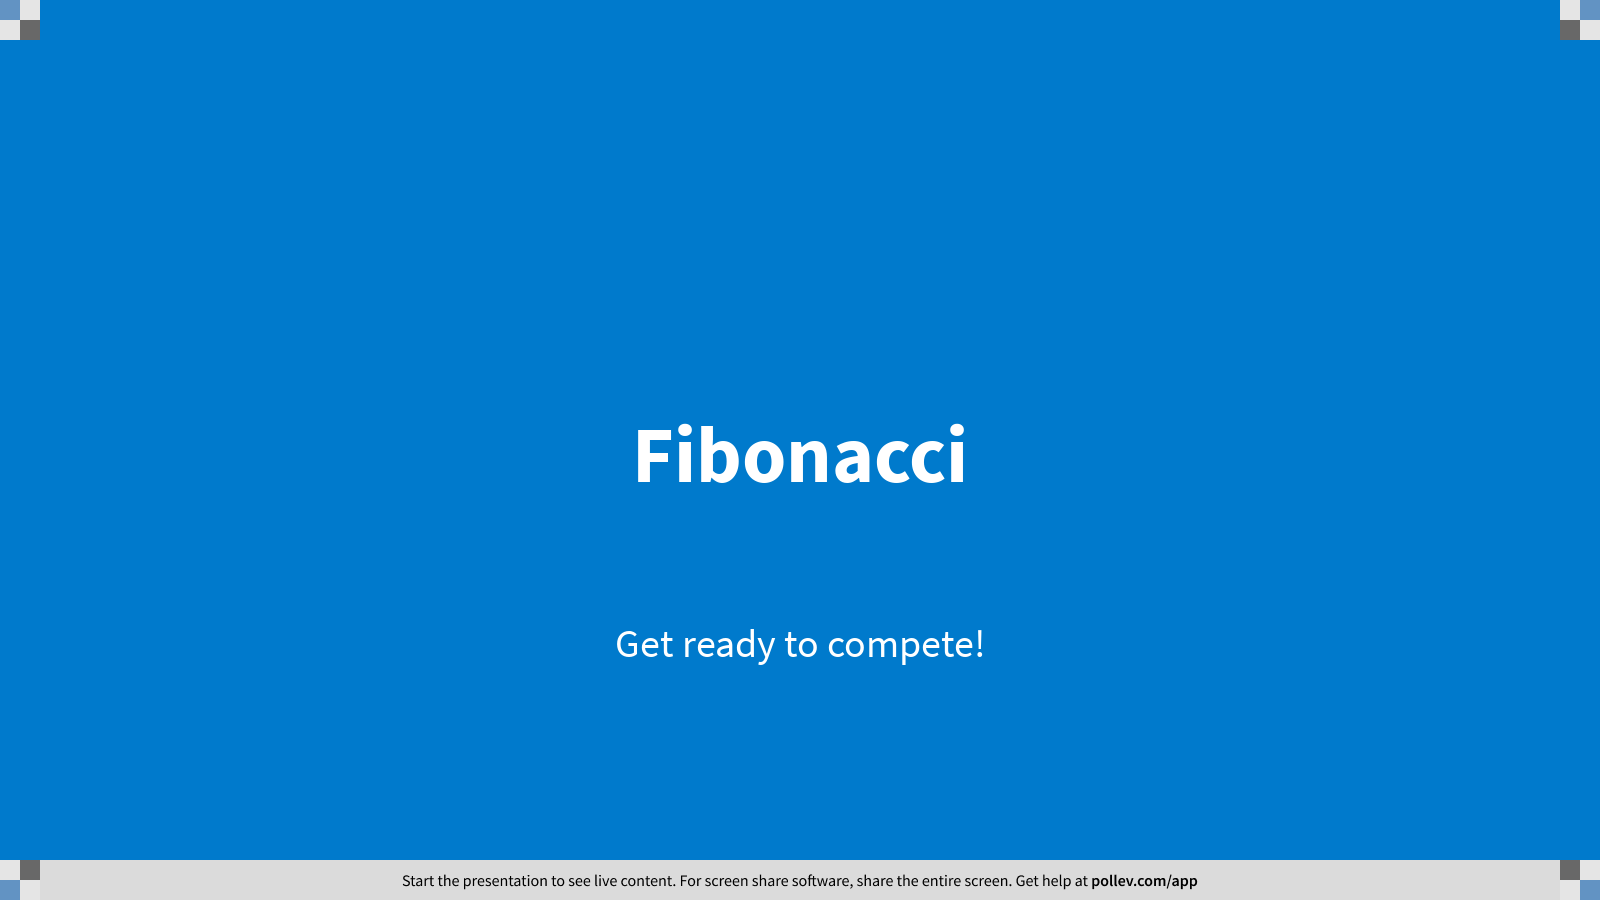 Fibonacci
Get ready to compete!
Start the presentation to see live content. For screen share software, share the entire screen. Get help at pollev.com/app